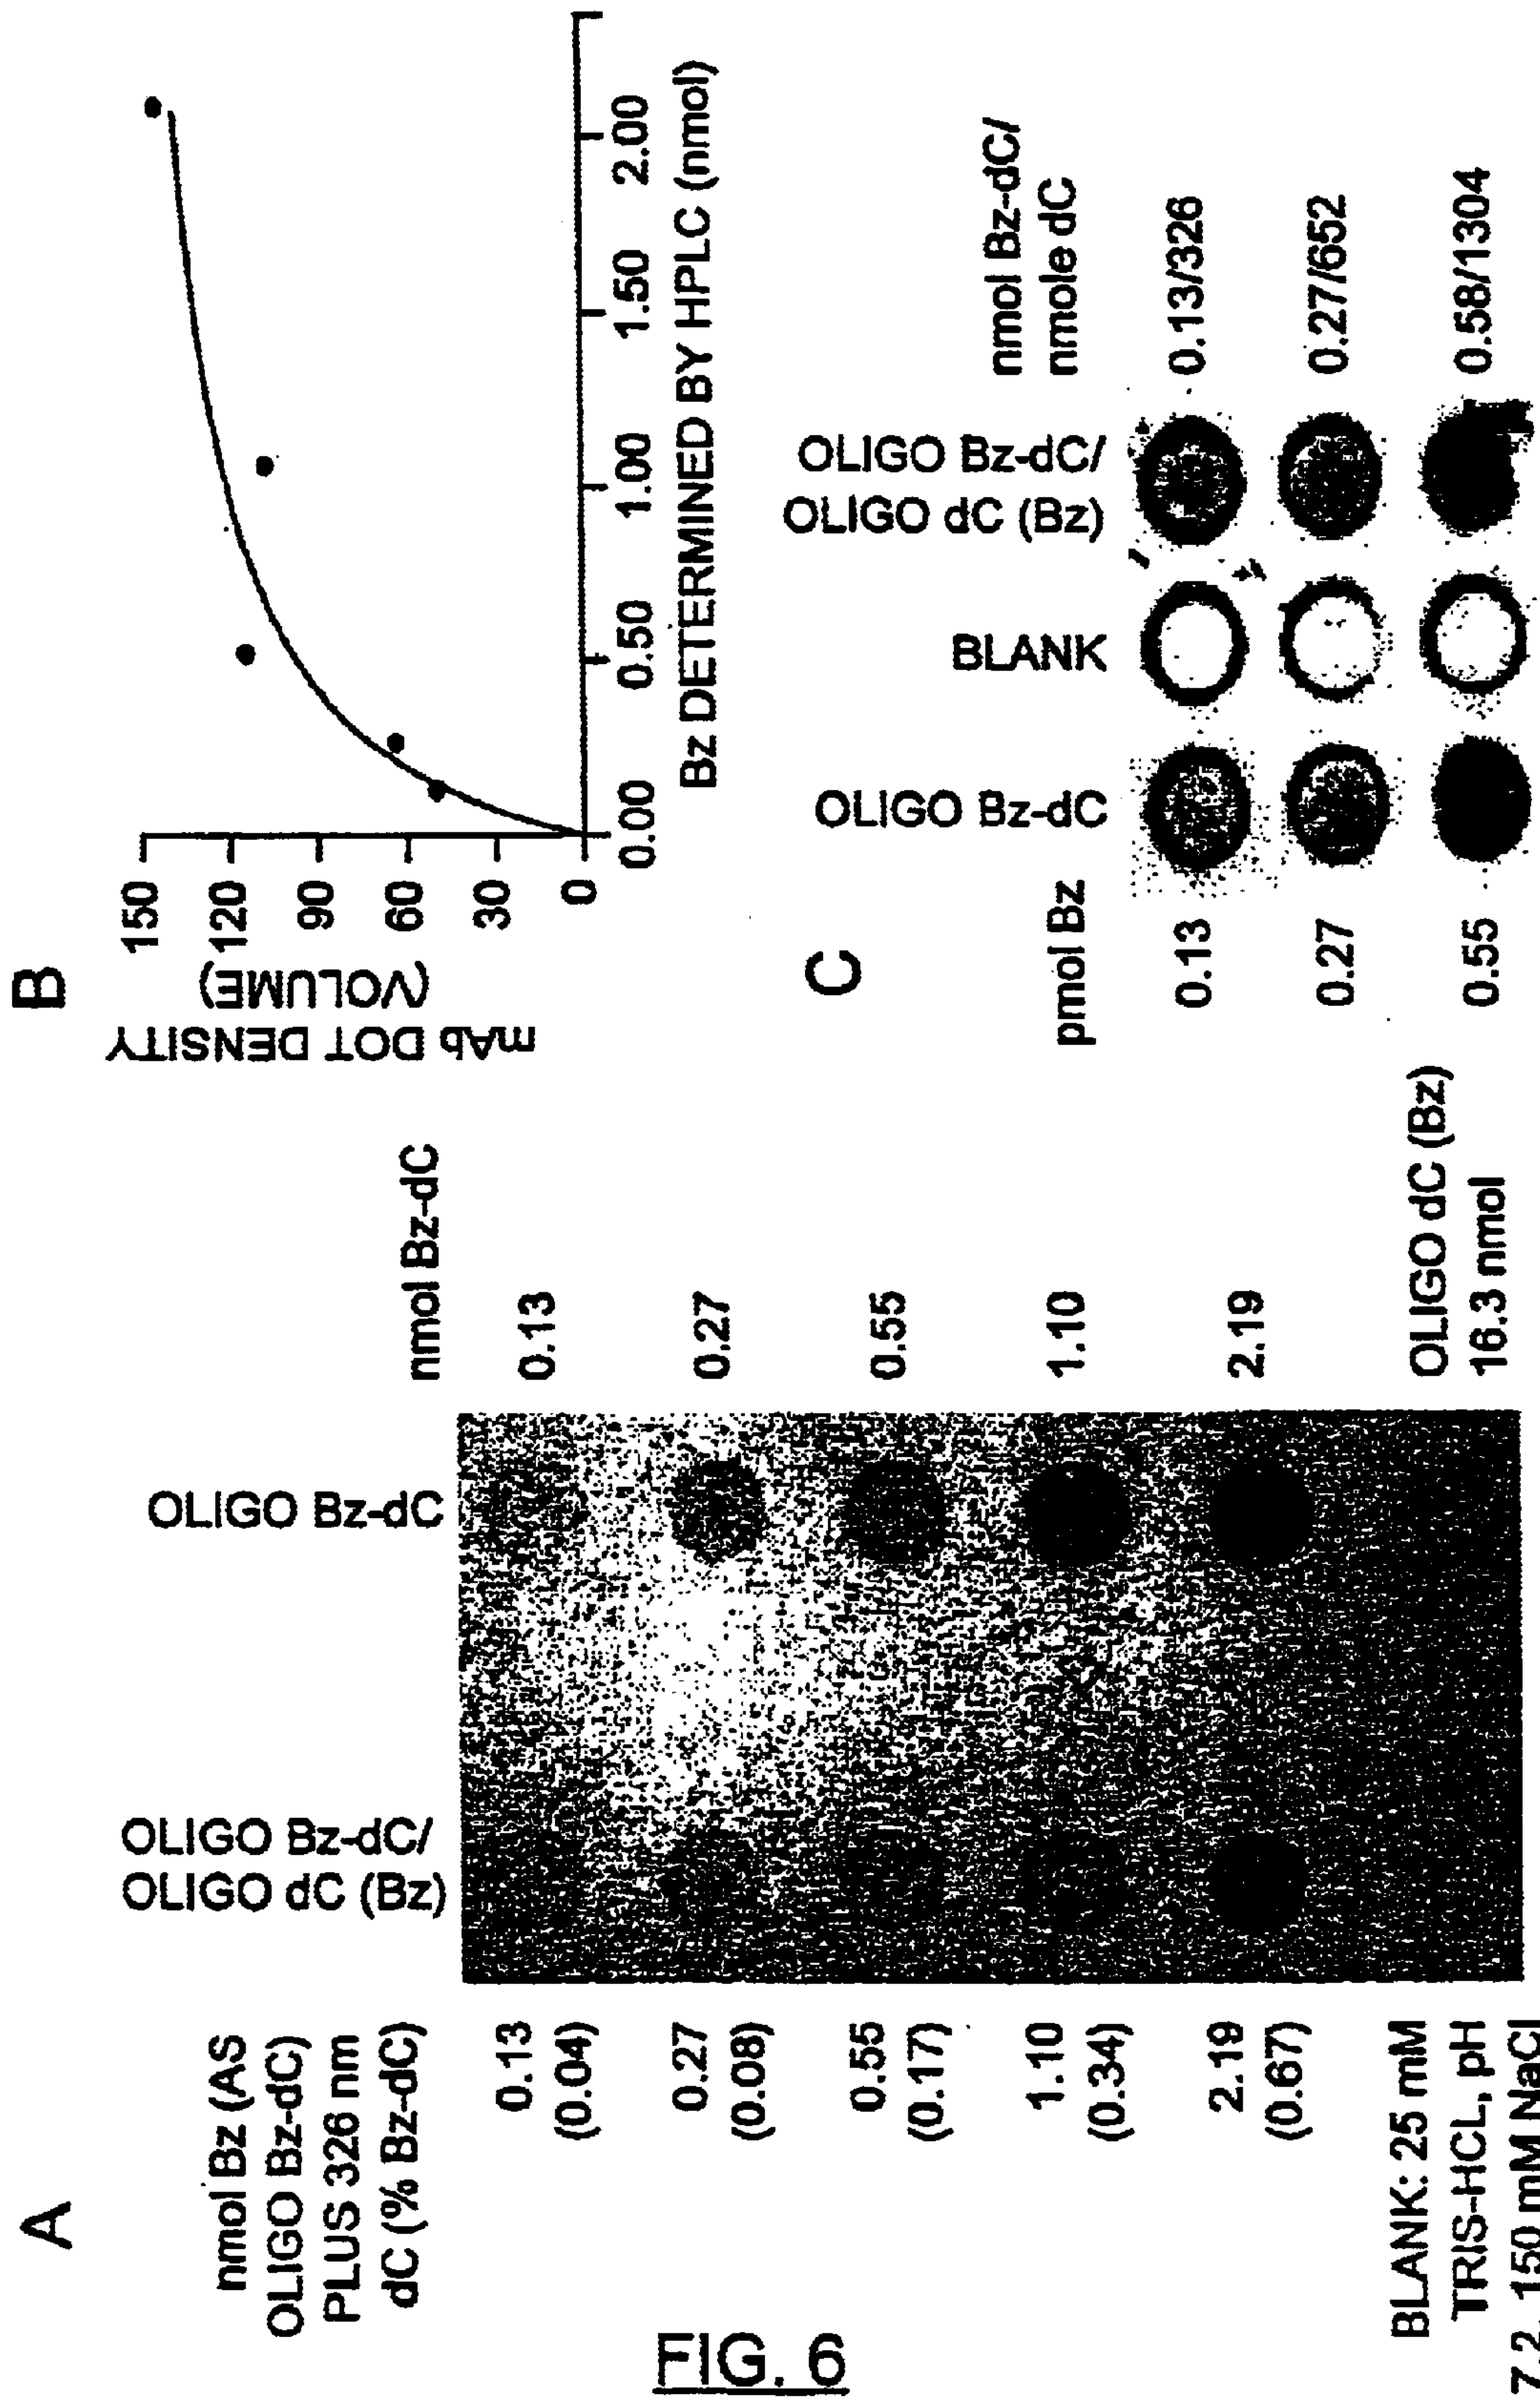 A
nmol Bz (AS
OLIGO Bz-dC)
PLUS 326 nm
dC (% Bz-dC)
OLIGO Bz-dC/
OLIGO dC (Bz)
OLIGO Bz-dC
nmol Bz-dC
0.13
(0.04)
0.13
0.27
(0.08)
0.27
0.55
(0.17)
0.55
1.10
(0.34)
1.10
2.19
(0.67)
2.19
BLANK: 25 mM
TRIS-HCL, pH
7.2, 150 mM NaCl
OLIGO dC (Bz)
16.3 nmol
B
mAb DOT DENSITY
(VOLUME)
150
120
90
60
30
0
0.00 0.50 1.00 1.50 2.00
Bz DETERMINED BY HPLC (nmol)
C
pmol Bz
OLIGO Bz-dC
BLANK
OLIGO Bz-dC/
OLIGO dC (Bz)
nmol Bz-dC/
nmole dC
0.13
0.13/326
0.27
0.27/652
0.55
0.58/1304
FIG. 6